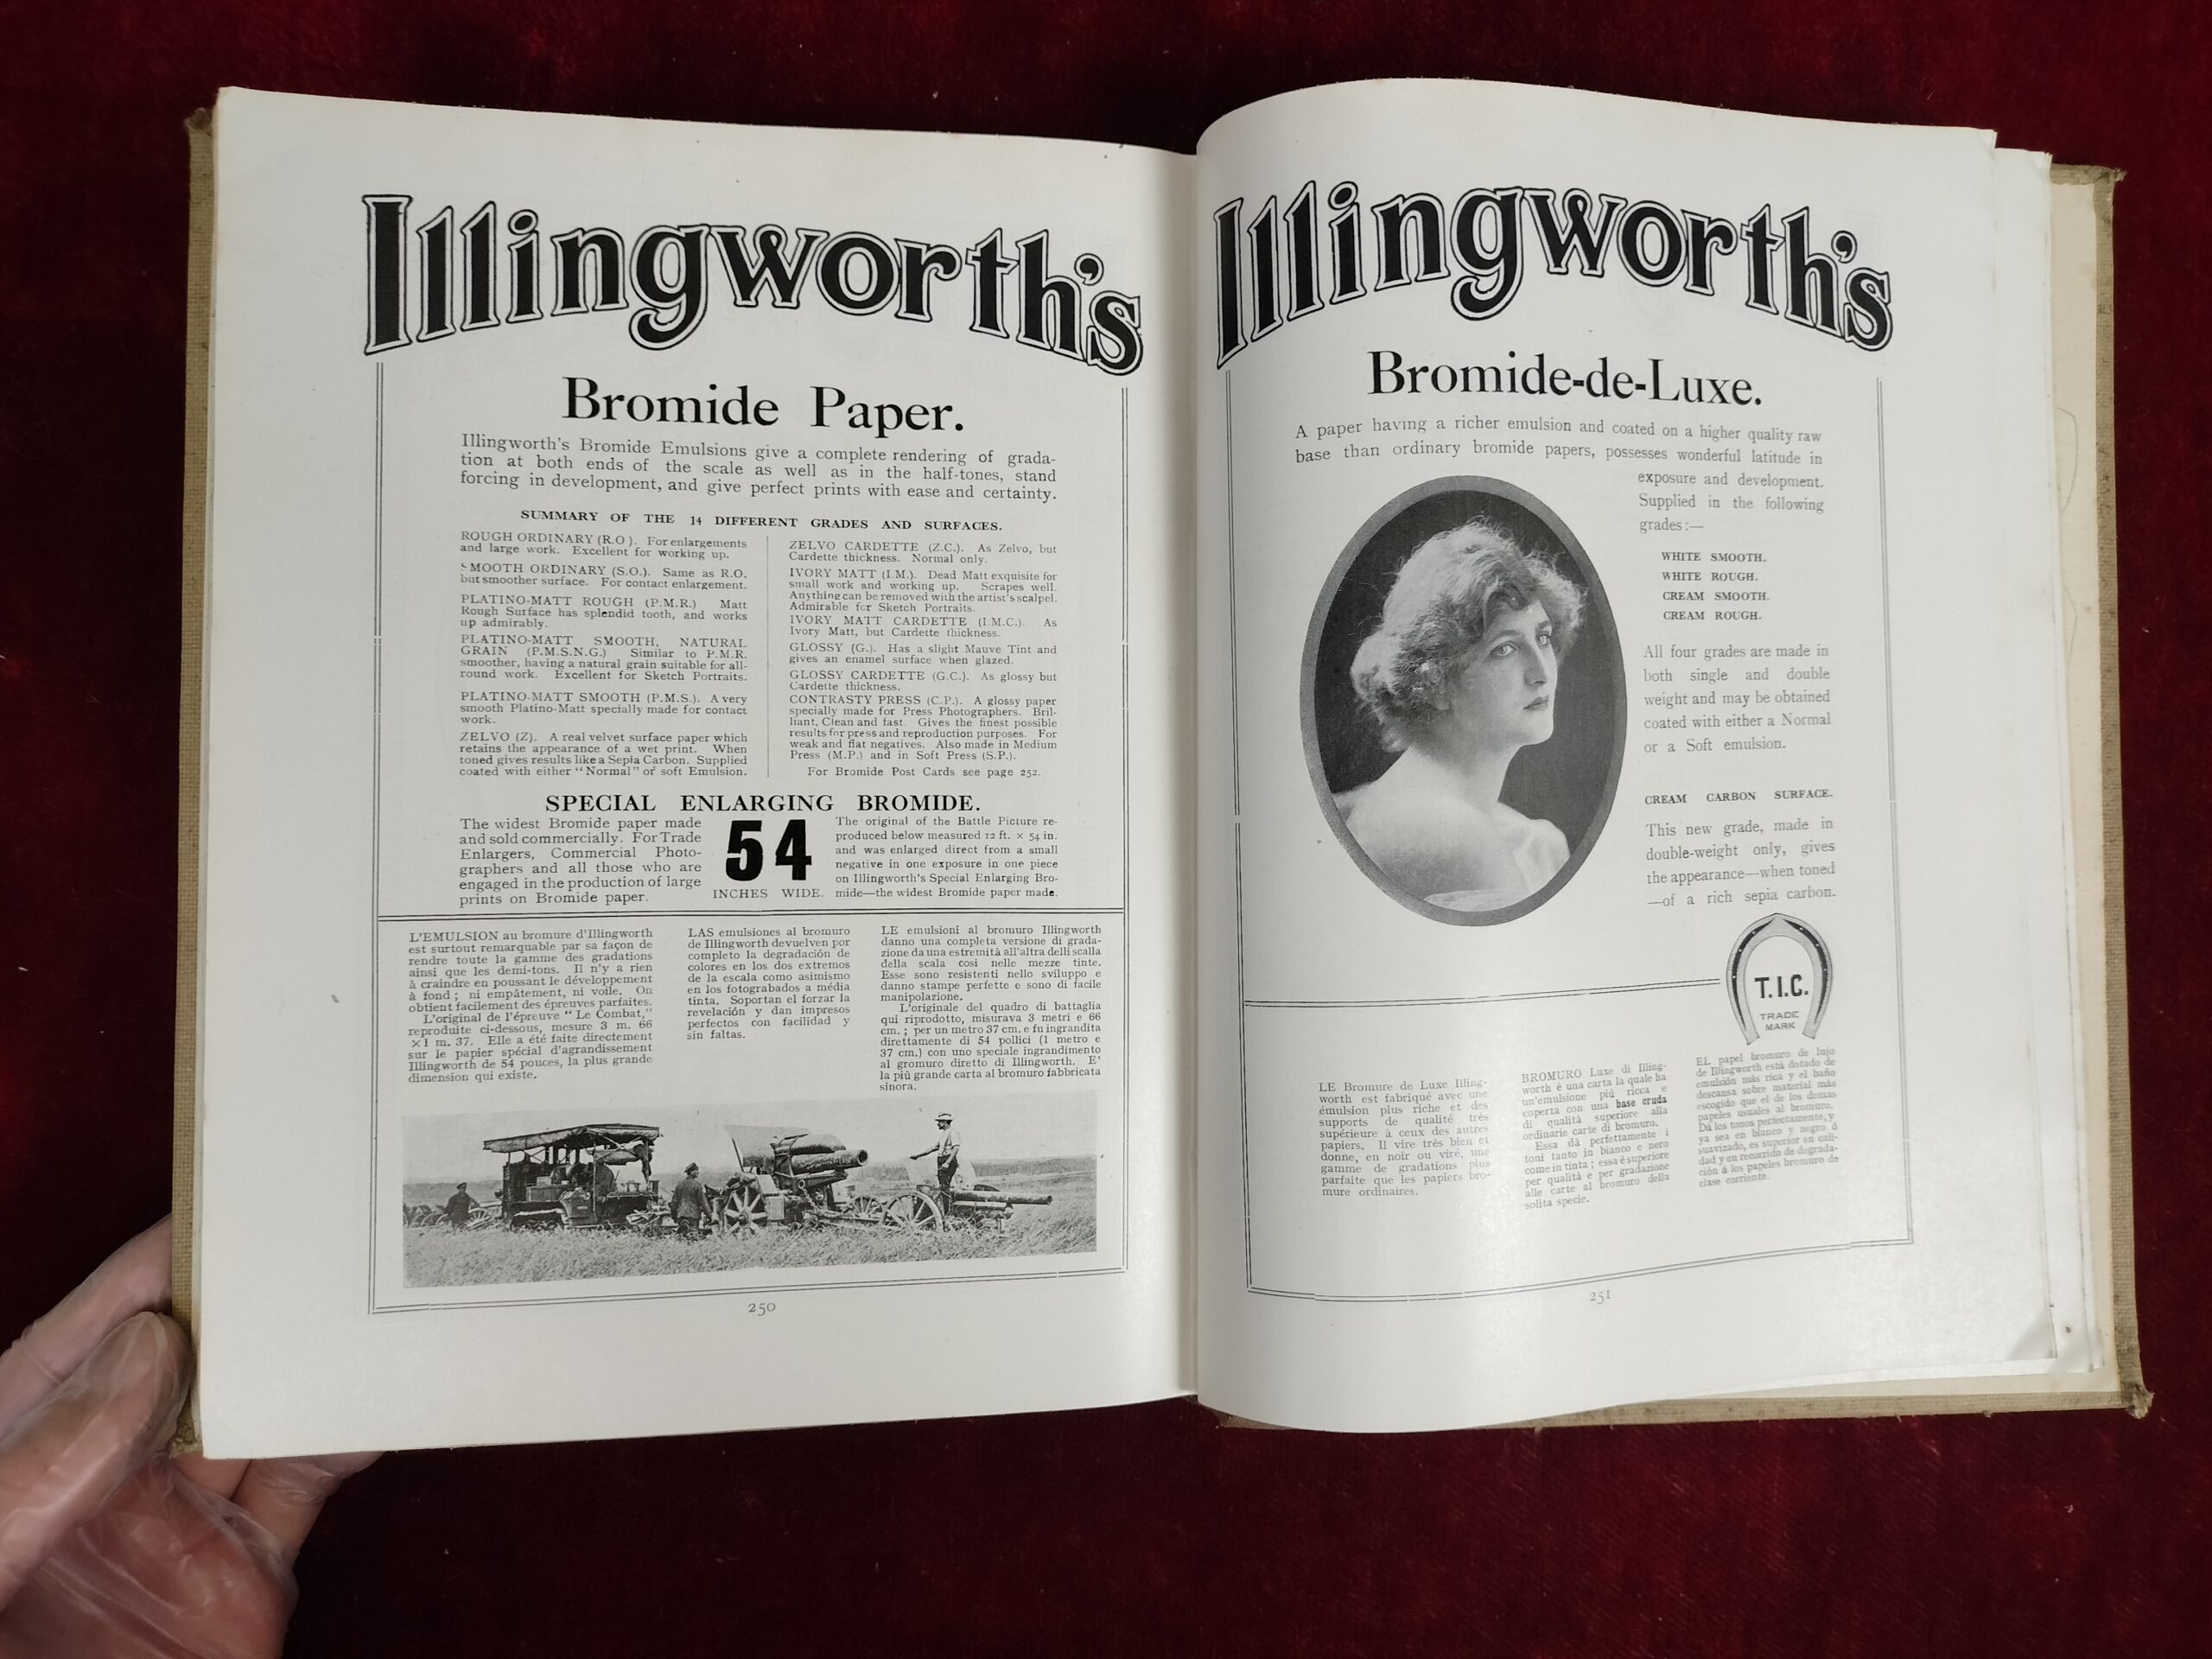 Illingworth's
Bromide Paper.
Illingworth's Bromide Emulsions give a complete rendering of grada-
tion at both ends of the scale as well as in the half-tones, stand
forcing in development, and give perfect prints with ease and certainty.
SUMMARY OF THE 14 DIFFERENT GRADES AND SURFACES.
ROUGH ORDINARY (R.O ). For enlargements
and large work. Excellent for working up.
SMOOTH ORDINARY (S.O.). Same as R.O.
but smoother surface. For contact enlargement.
PLATINO-MATT ROUGH (P.M.R.) Matt
Rough Surface has splendid tooth, and works
up admirably.
PLATINO-MATT SMOOTH, NATURAL
GRAIN (P.M.S.N.G.) Similar to P.M.R.
smoother, having a natural grain suitable for all-
round work. Excellent for Sketch Portraits.
PLATINO-MATT SMOOTH (P.M.S.). A very
smooth Platino-Matt specially made for contact
work.
ZELVO (Z). A real velvet surface paper which
retains the appearance of a wet print. When
toned gives results like a Sepia Carbon. Supplied
coated with either "Normal" or soft Emulsion.
ZELVO CARDETTE (Z.C.). As Zelvo, but
Cardette thickness. Normal only.
IVORY MATT (I.M.). Dead Matt exquisite for
small work and working up. Scrapes well.
Anything can be removed with the artist's scalpel.
Admirable for Sketch Portraits.
IVORY MATT CARDETTE (I.M.C.). As
Ivory Matt, but Cardette thickness.
GLOSSY (G.). Has a slight Mauve Tint and
gives an enamel surface when glazed.
GLOSSY CARDETTE (G.C.). As glossy but
Cardette thickness.
CONTRASTY PRESS (C.P.). A glossy paper
specially made for Press Photographers. Bril-
liant, Clean and fast. Gives the finest possible
results for press and reproduction purposes. For
weak and flat negatives. Also made in Medium
Press (M.P.) and in Soft Press (S.P.).
For Bromide Post Cards see page 252.
SPECIAL ENLARGING BROMIDE.
The widest Bromide paper made
and sold commercially. For Trade
Enlargers, Commercial Photo-
graphers and all those who are
engaged in the production of large
prints on Bromide paper.
54
INCHES WIDE.
The original of the Battle Picture re-
produced below measured 12 ft. × 54 in.
and was enlarged direct from a small
negative in one exposure in one piece
on Illingworth's Special Enlarging Bro-
mide—the widest Bromide paper made.
L'EMULSION au bromure d'Illingworth
est surtout remarquable par sa façon de
rendre toute la gamme des gradations
ainsi que les demi-tons. Il n'y a rien
à craindre en poussant le développement
à fond; ni empâtement, ni voile. On
obtient facilement des épreuves parfaites.
L'original de l'épreuve "Le Combat,"
reproduite ci-dessous, mesure 3 m. 66
×1 m. 37. Elle a été faite directement
sur le papier spécial d'agrandissement
Illingworth de 54 pouces, la plus grande
dimension qui existe.
LAS emulsiones al bromuro
de Illingworth devuelven por
completo la degradación de
colores en los dos extremos
de la escala como asimismo
en los fotograbados a média
tinta. Soportan el forzar la
revelación y dan impresos
perfectos con facilidad y
sin faltas.
LE emulsioni al bromuro Illingworth
danno una completa versione di grada-
zione da una estremità all'altra delli scalla
della scala cosi nelle mezze tinte.
Esse sono resistenti nello sviluppo e
danno stampe perfette e sono di facile
manipolazione.
L'originale del quadro di battaglia
qui riprodotto, misurava 3 metri e 66
cm.; per un metro 37 cm. e fu ingrandita
direttamente di 54 pollici (1 metro e
37 cm.) con uno speciale ingrandimento
al gromuro diretto di Illingworth. E'
la più grande carta al bromuro fabbricata
sinora.
250
Illingworth's
Bromide-de-Luxe.
A paper having a richer emulsion and coated on a higher quality raw
base than ordinary bromide papers, possesses wonderful latitude in
exposure and development.
Supplied in the following
grades:—
WHITE SMOOTH.
WHITE ROUGH.
CREAM SMOOTH.
CREAM ROUGH.
All four grades are made in
both single and double
weight and may be obtained
coated with either a Normal
or a Soft emulsion.
CREAM CARBON SURFACE.
This new grade, made in
double-weight only, gives
the appearance—when toned
—of a rich sepia carbon.
T.I.C.
TRADE
MARK
LE Bromure de Luxe Illing-
worth est fabriqué avec une
émulsion plus riche et des
supports de qualité très
supérieure à ceux des autres
papiers. Il vire très bien et
donne, en noir ou viré, une
gamme de gradations plus
parfaite que les papiers bro-
mure ordinaires.
BROMURO Luxe di Illing-
worth è una carta la quale ha
un'emulsione più ricca e
coperta con una base cruda
di qualità superiore alla
ordinarie carte di bromuro.
Essa dà perfettamente i
toni tanto in bianco e nero
come in tinta; essa è superiore
per qualità e per gradazione
alle carte al bromuro della
solita specie.
EL papel bromuro de lujo
de Illingworth está dotado de
emulsión más rica y el baño
descansa sobre material más
escogido que el de los demas
papeles usuales al bromuro.
Dá los tonos perfectamente, y
ya sea en blanco y negro ó
suavizado, es superior en cali-
dad y en recorrido de degrada-
ción á los papeles bromuro de
clase corriente.
251